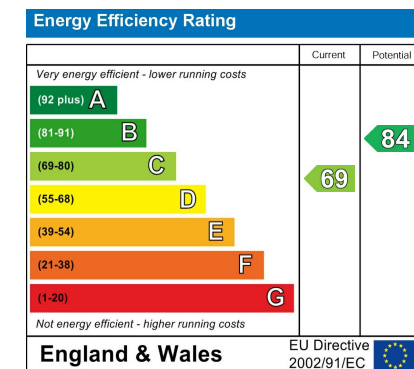 Energy Efficiency Rating
Current Potential
Very energy efficient - lower running costs
(92 plus) A
(81-91) B
84
(69-80) C
69
(55-68) D
(39-54) E
(21-38) F
(1-20) G
Not energy efficient - higher running costs
England & Wales
EU Directive
2002/91/EC